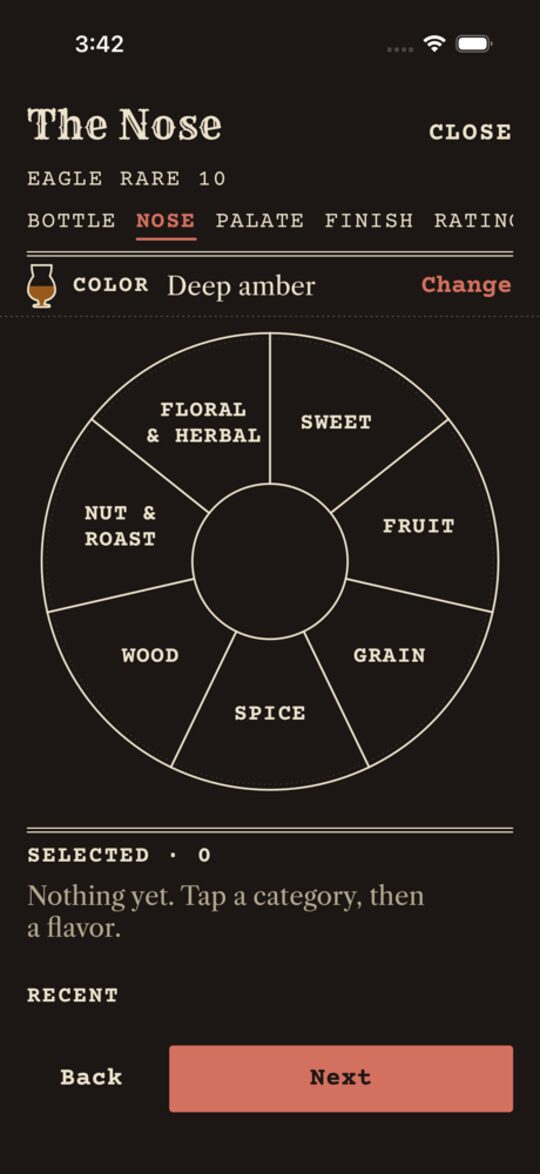 3:42
The Nose
CLOSE
EAGLE RARE 10
BOTTLE NOSE PALATE FINISH RATING
COLOR Deep amber Change
FLORAL
& HERBAL
SWEET
NUT &
ROAST
FRUIT
WOOD
GRAIN
SPICE
SELECTED · 0
Nothing yet. Tap a category, then
a flavor.
RECENT
Back
Next